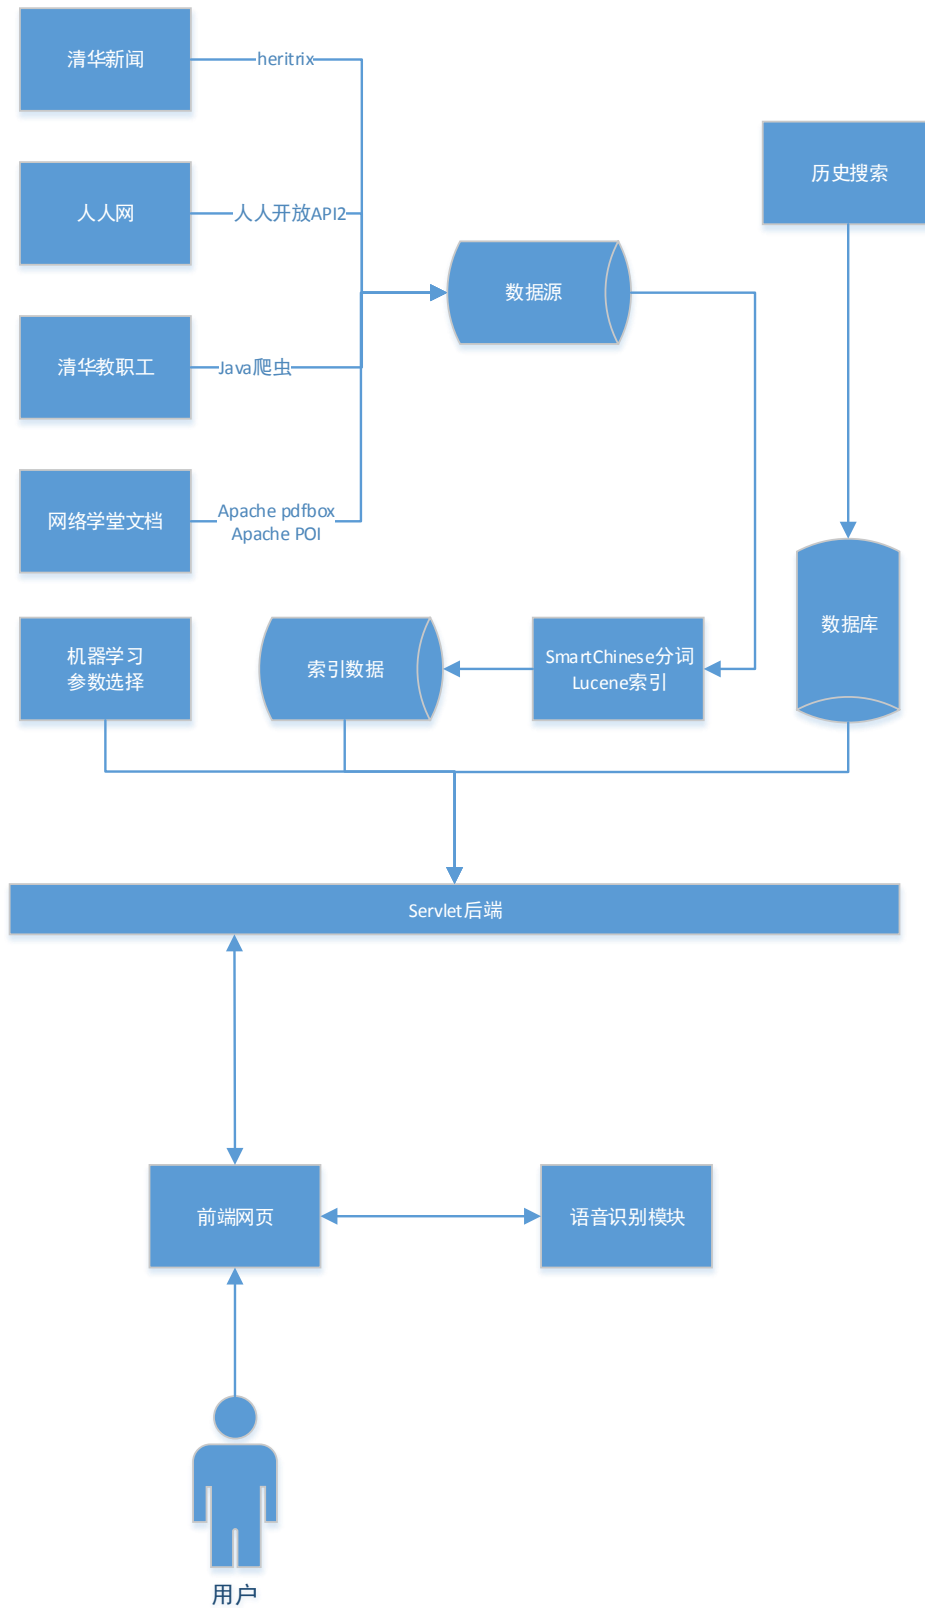 清华新闻
heritrix
历史搜索
人人网
人人开放API2
数据源
清华教职工
Java爬虫
网络学堂文档
Apache pdfbox
Apache POI
数据库
机器学习
参数选择
索引数据
SmartChinese分词
Lucene索引
Servlet后端
前端网页
语音识别模块
用户